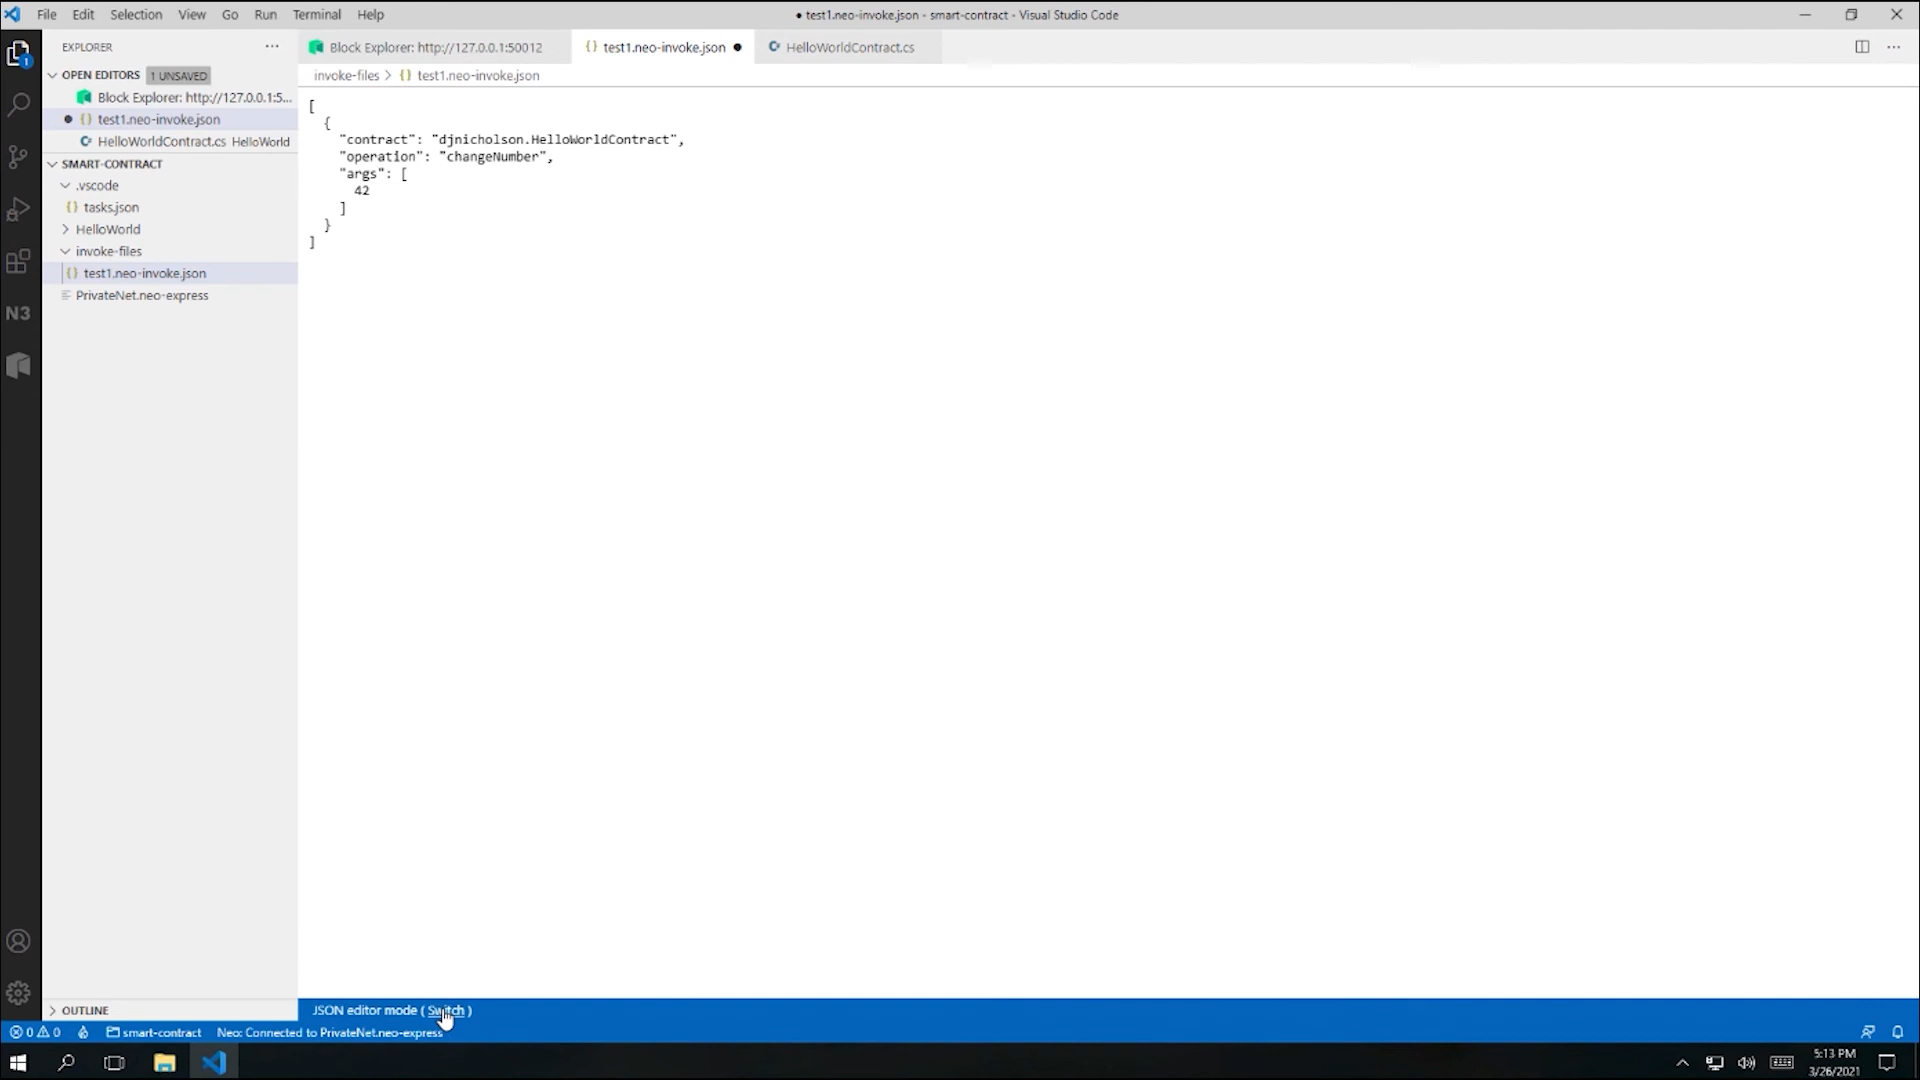 File Edit Selection View Go Run Terminal Help
● test1.neo-invoke.json - smart-contract - Visual Studio Code
EXPLORER
Block Explorer: http://127.0.0.1:50012
{} test1.neo-invoke.json ●
C# HelloWorldContract.cs
1
OPEN EDITORS 1 UNSAVED
Block Explorer: http://127.0.0.1:5...
● {} test1.neo-invoke.json
C# HelloWorldContract.cs HelloWorld
SMART-CONTRACT
.vscode
{} tasks.json
HelloWorld
invoke-files
{} test1.neo-invoke.json
PrivateNet.neo-express
N3
invoke-files > {} test1.neo-invoke.json
[
{
"contract": "djnicholson.HelloWorldContract",
"operation": "changeNumber",
"args": [
42
]
}
]
OUTLINE
JSON editor mode ( Switch )
0 0 smart-contract Neo: Connected to PrivateNet.neo-express
5:13 PM
3/26/2021